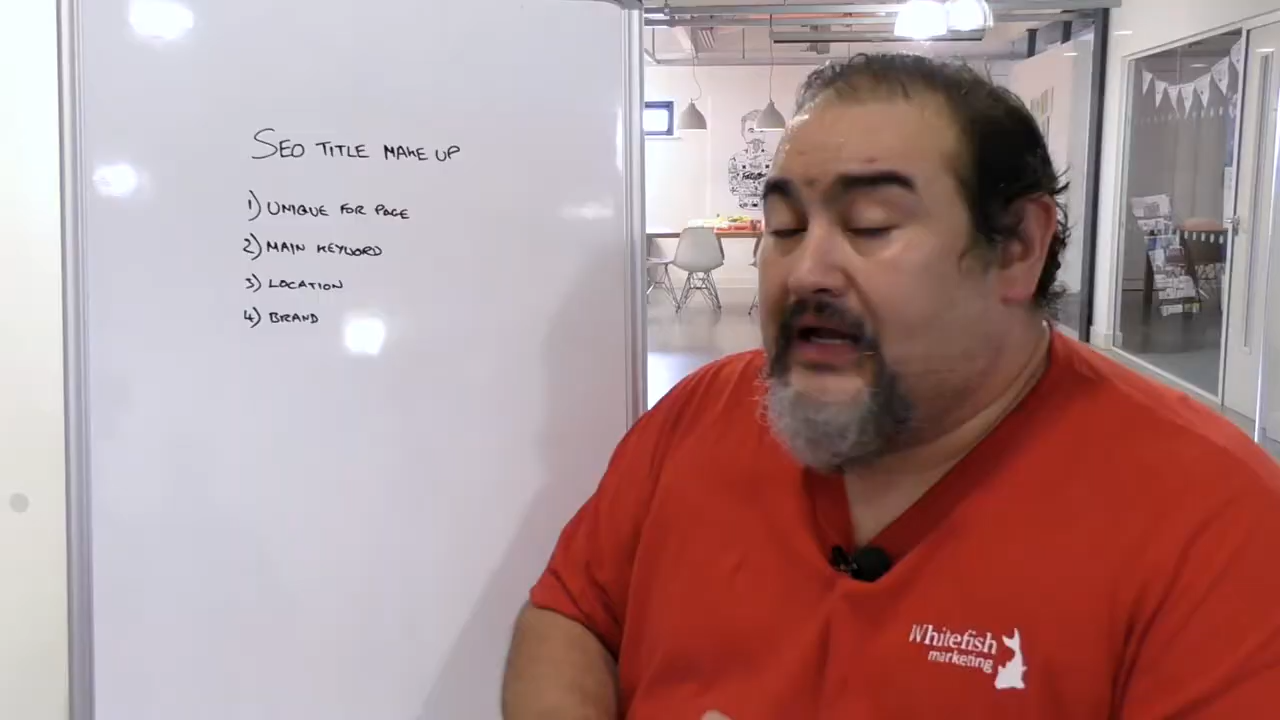 SEO TITLE MAKE UP
1) UNIQUE FOR PAGE
2) MAIN KEYWORD
3) LOCATION
4) BRAND
Whitefish
marketing